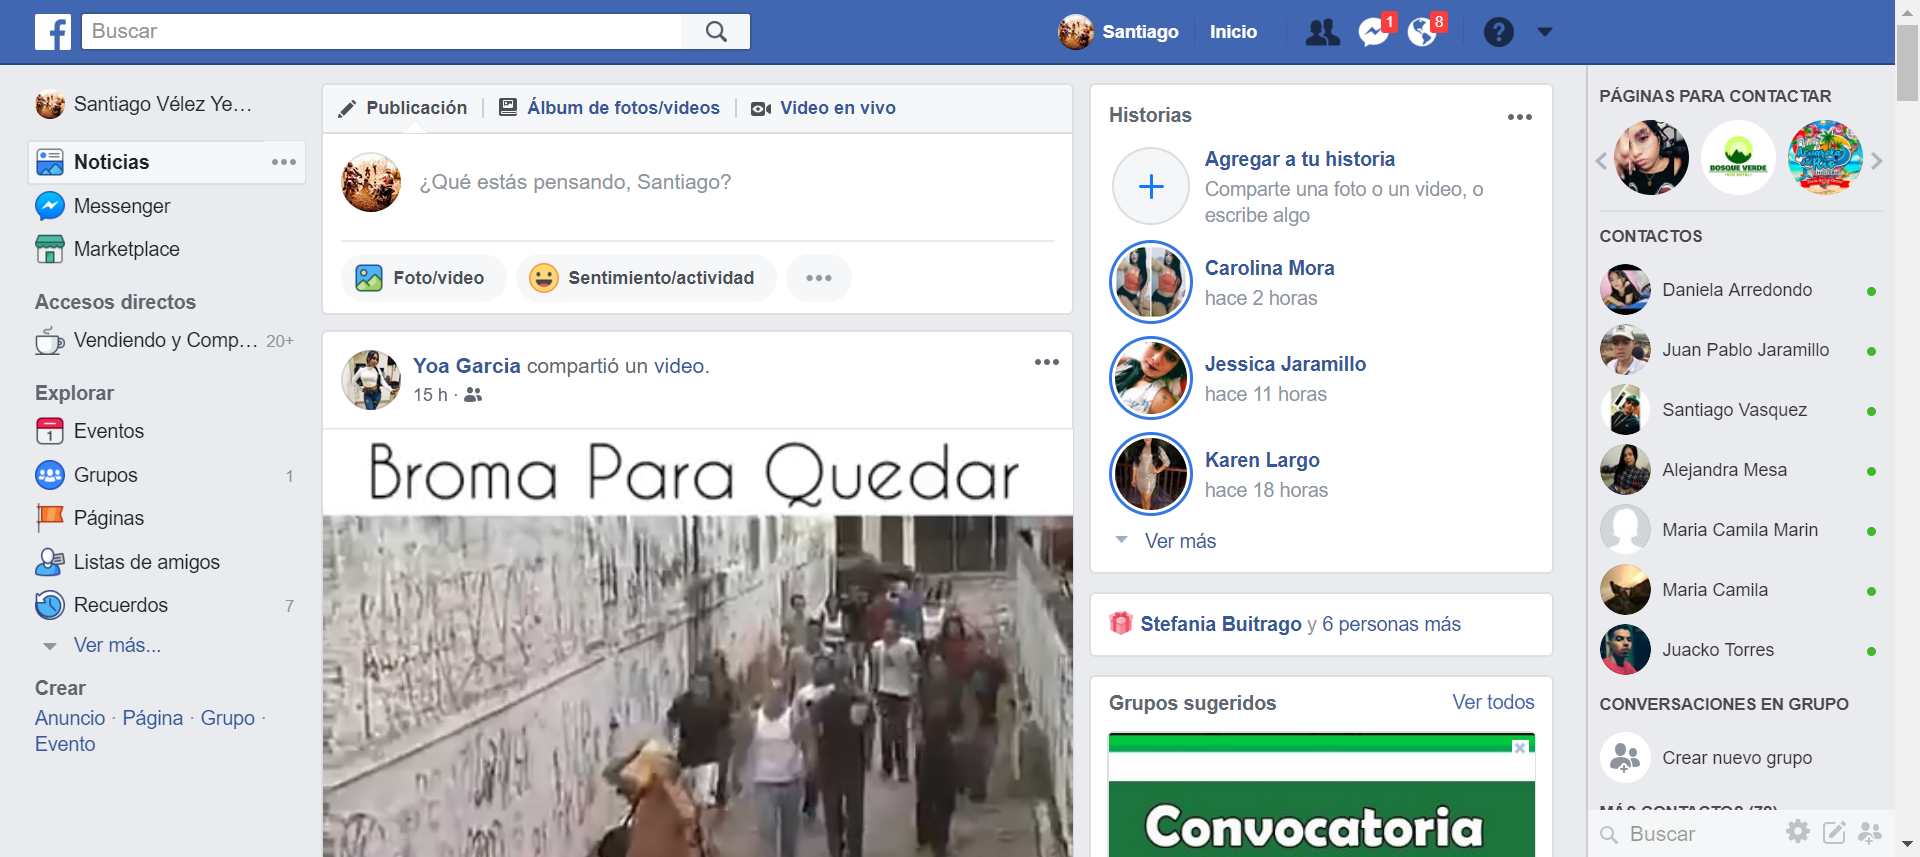 Buscar
Santiago
Inicio
1
8
Santiago Vélez Ye...
Noticias
Messenger
Marketplace
Accesos directos
Vendiendo y Comp... 20+
Explorar
1
Eventos
Grupos 1
Páginas
Listas de amigos
Recuerdos 7
Ver más...
Crear
Anuncio · Página · Grupo ·
Evento
Publicación
Álbum de fotos/videos
Video en vivo
¿Qué estás pensando, Santiago?
Foto/video
Sentimiento/actividad
Yoa Garcia compartió un video.
15 h ·
Broma Para Quedar
Historias
Agregar a tu historia
Comparte una foto o un video, o
escribe algo
Carolina Mora
hace 2 horas
Jessica Jaramillo
hace 11 horas
Karen Largo
hace 18 horas
Ver más
Stefania Buitrago y 6 personas más
Grupos sugeridos
Ver todos
Convocatoria
PÁGINAS PARA CONTACTAR
BOSQUE VERDE
CONTACTOS
Daniela Arredondo
Juan Pablo Jaramillo
Santiago Vasquez
Alejandra Mesa
Maria Camila Marin
Maria Camila
Juacko Torres
CONVERSACIONES EN GRUPO
Crear nuevo grupo
MÁS CONTACTOS (79)
Buscar